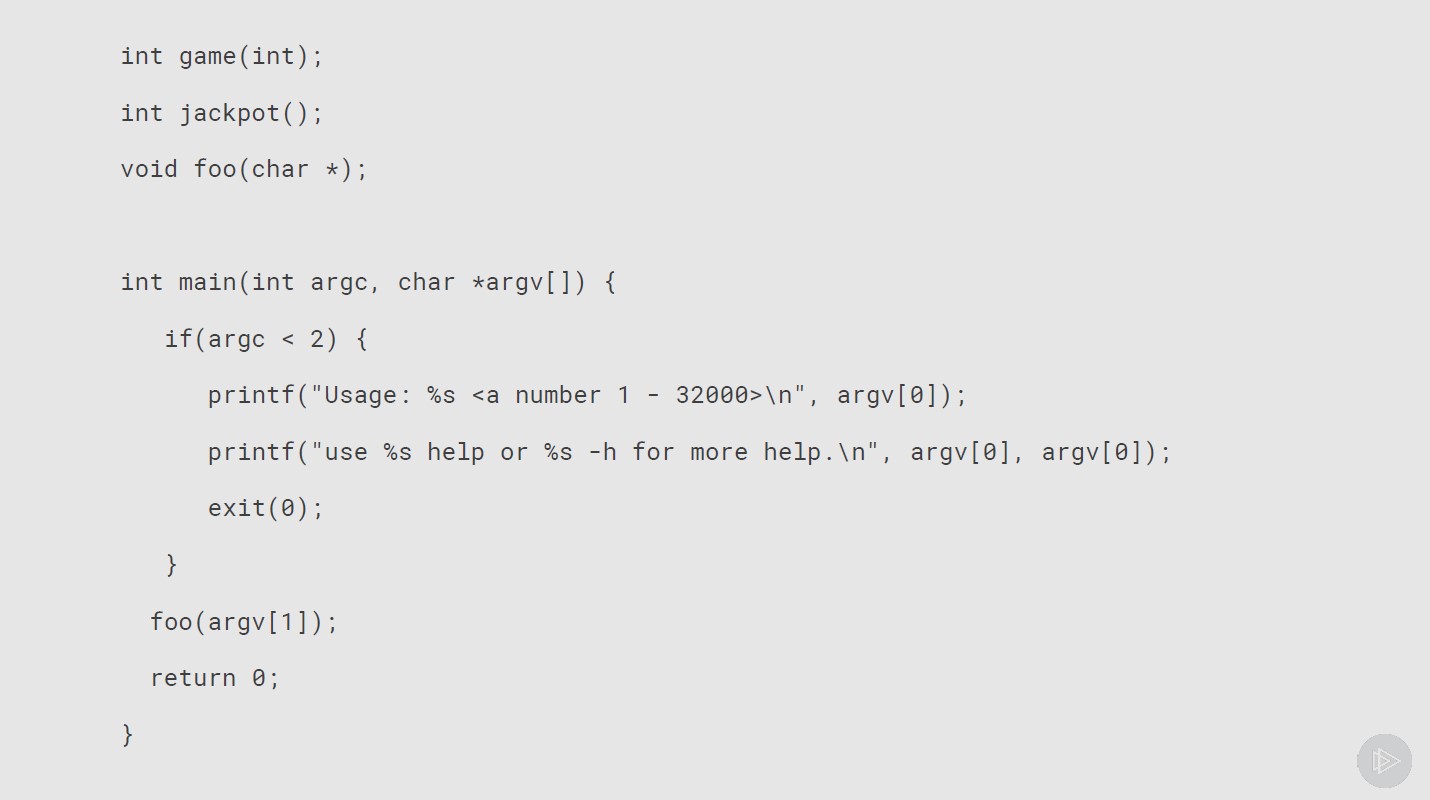 int game(int);
int jackpot();
void foo(char *);
int main(int argc, char *argv[]) {
   if(argc < 2) {
      printf("Usage: %s <a number 1 - 32000>\n", argv[0]);
      printf("use %s help or %s -h for more help.\n", argv[0], argv[0]);
      exit(0);
   }
  foo(argv[1]);
  return 0;
}